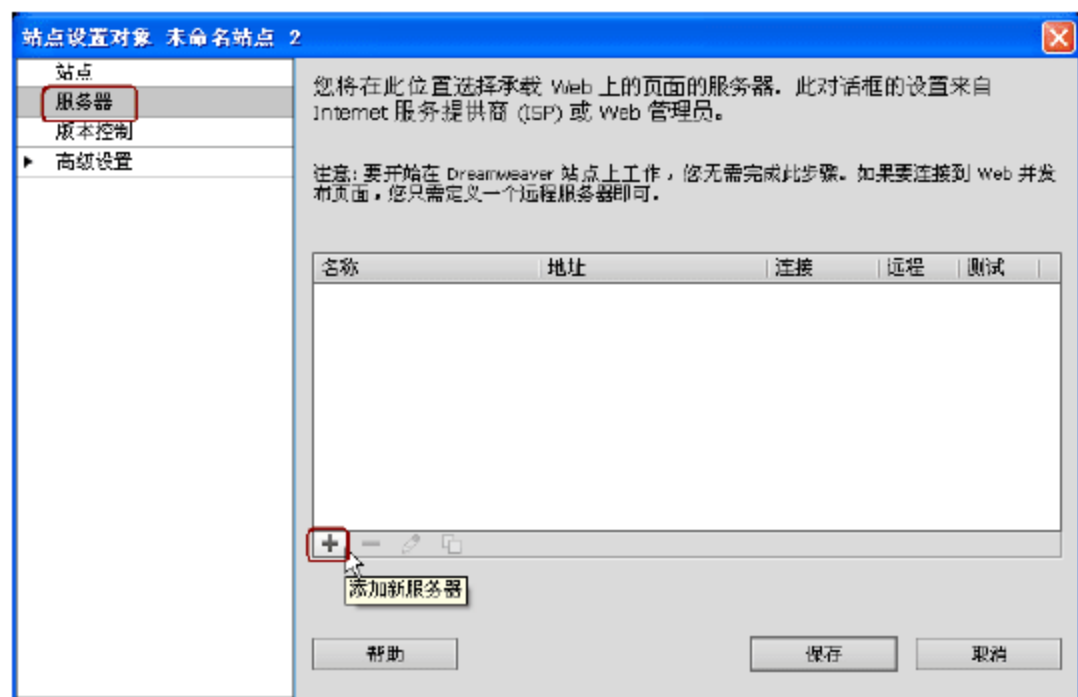 站点设置对象 未命名站点 2
站点
服务器
版本控制
高级设置
您将在此位置选择承载 Web 上的页面的服务器。此对话框的设置来自
Internet 服务提供商 (ISP) 或 Web 管理员。
注意: 要开始在 Dreamweaver 站点上工作，您无需完成此步骤。如果要连接到 Web 并发
布页面，您只需定义一个远程服务器即可。
名称 地址 连接 远程 测试
添加新服务器
帮助 保存 取消